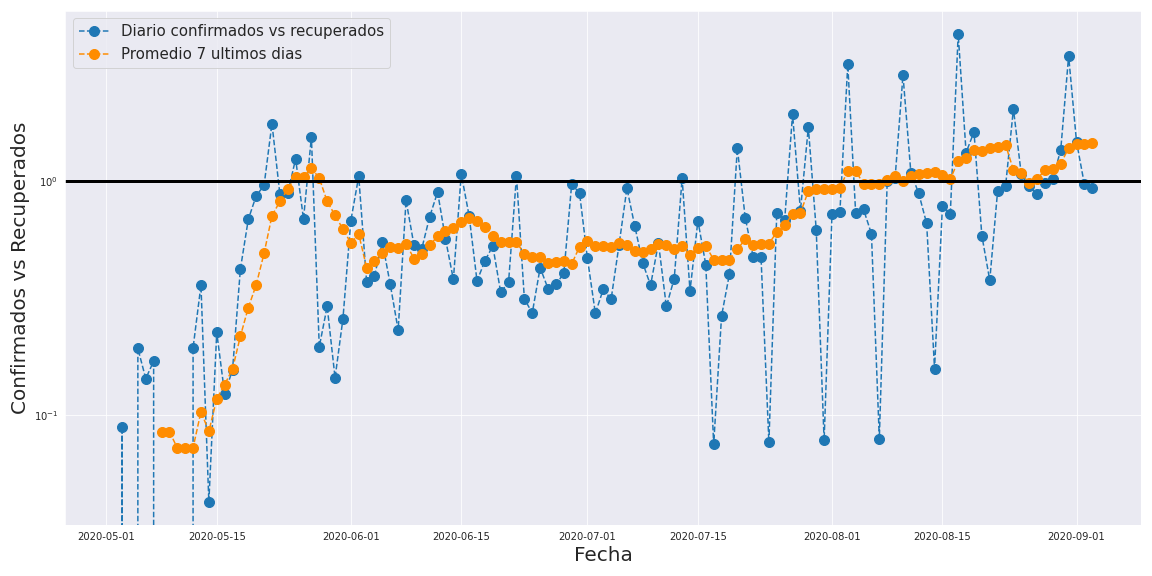 Diario confirmados vs recuperados
Promedio 7 ultimos dias
Confirmados vs Recuperados
10⁰
10⁻¹
2020-05-01 2020-05-15 2020-06-01 2020-06-15 2020-07-01 2020-07-15 2020-08-01 2020-08-15 2020-09-01
Fecha